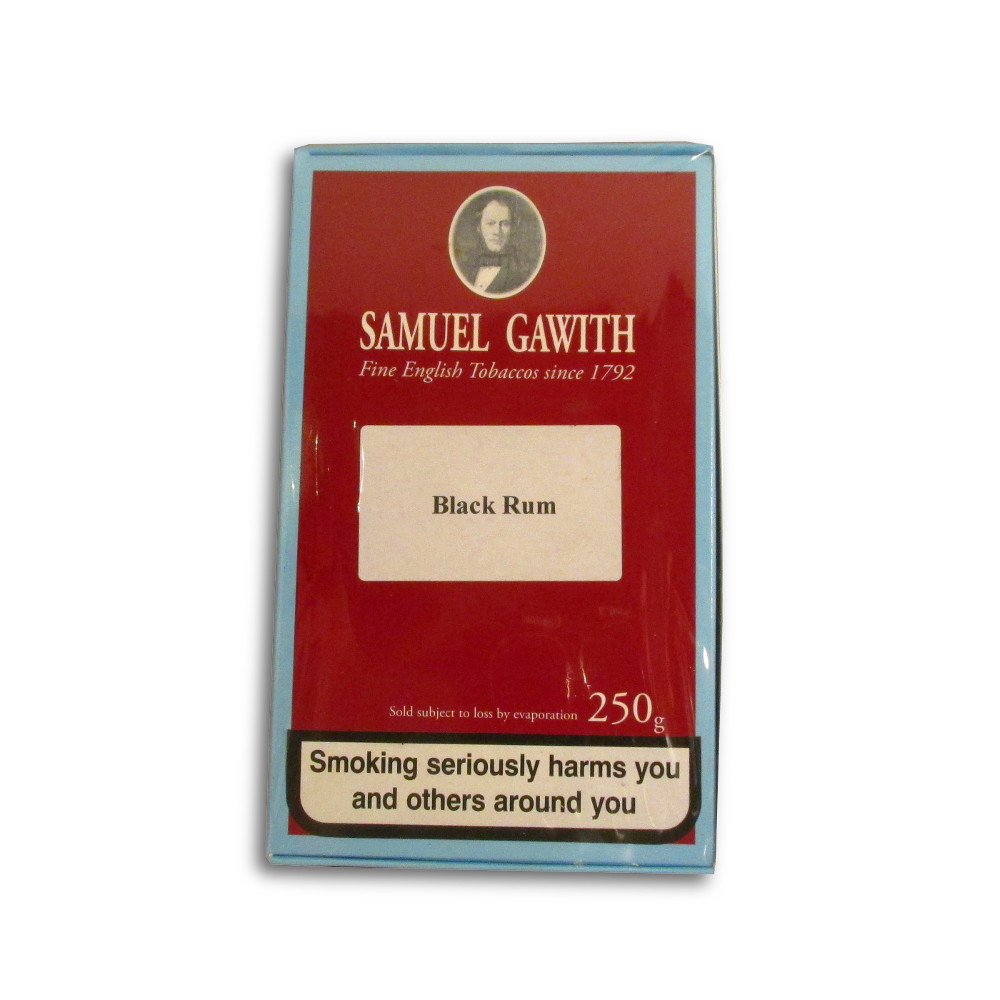 SAMUEL GAWITH
Fine English Tobaccos since 1792
Black Rum
Sold subject to loss by evaporation 250g
Smoking seriously harms you
and others around you